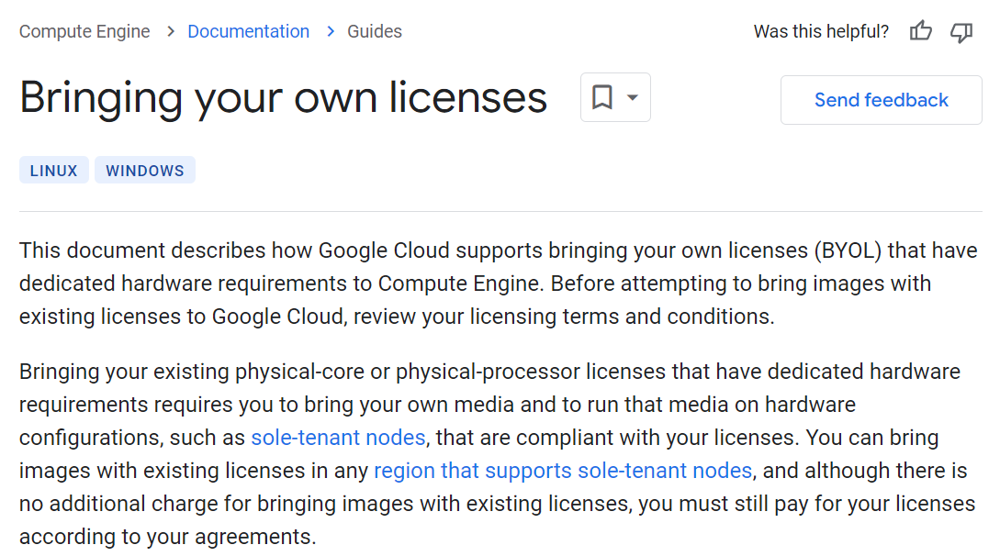 Compute Engine > Documentation > Guides
Was this helpful?
Bringing your own licenses
Send feedback
LINUX WINDOWS
This document describes how Google Cloud supports bringing your own licenses (BYOL) that have
dedicated hardware requirements to Compute Engine. Before attempting to bring images with
existing licenses to Google Cloud, review your licensing terms and conditions.
Bringing your existing physical-core or physical-processor licenses that have dedicated hardware
requirements requires you to bring your own media and to run that media on hardware
configurations, such as sole-tenant nodes, that are compliant with your licenses. You can bring
images with existing licenses in any region that supports sole-tenant nodes, and although there is
no additional charge for bringing images with existing licenses, you must still pay for your licenses
according to your agreements.